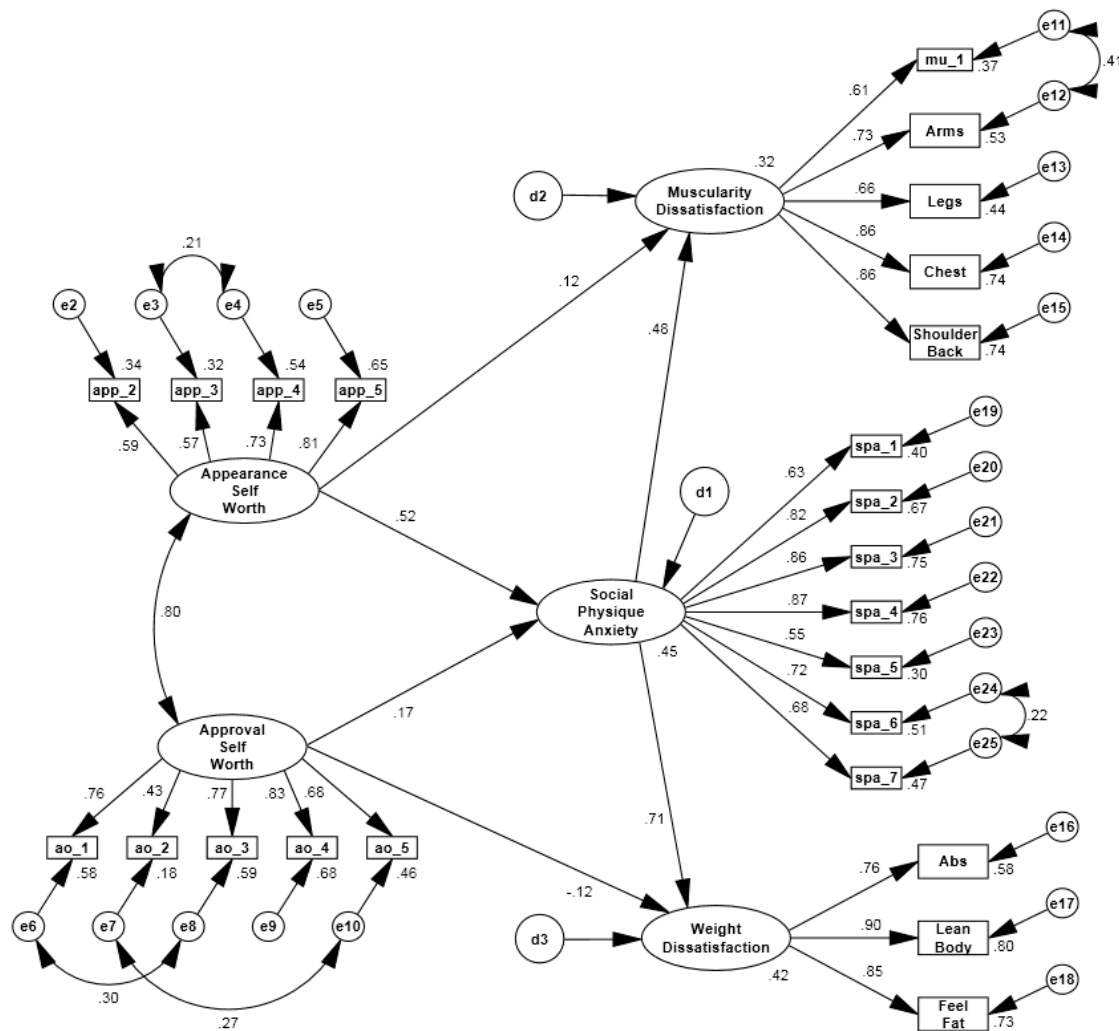 e11
mu_1
.37
.41
.61
e12
Arms
.53
.73
.32
Muscularity
Dissatisfaction
d2
e13
Legs
.44
.66
e14
Chest
.74
.86
e15
Shoulder
Back
.74
.86
.21
e2
e3
e4
e5
.12
.48
.34
.32
.54
.65
app_2
app_3
app_4
app_5
.59
.57
.73
.81
Appearance
Self
Worth
.52
d1
e19
spa_1
.40
.63
e20
spa_2
.67
.82
e21
spa_3
.75
.86
e22
spa_4
.76
.87
e23
spa_5
.30
.55
e24
spa_6
.51
.72
.22
e25
spa_7
.47
.68
Social
Physique
Anxiety
.45
.80
.17
Approval
Self
Worth
.76
.43
.77
.83
.68
ao_1
ao_2
ao_3
ao_4
ao_5
.58
.18
.59
.68
.46
e6
e7
e8
e9
e10
.30
.27
.71
-.12
d3
Weight
Dissatisfaction
.42
e16
Abs
.58
.76
e17
Lean
Body
.80
.90
e18
Feel
Fat
.73
.85